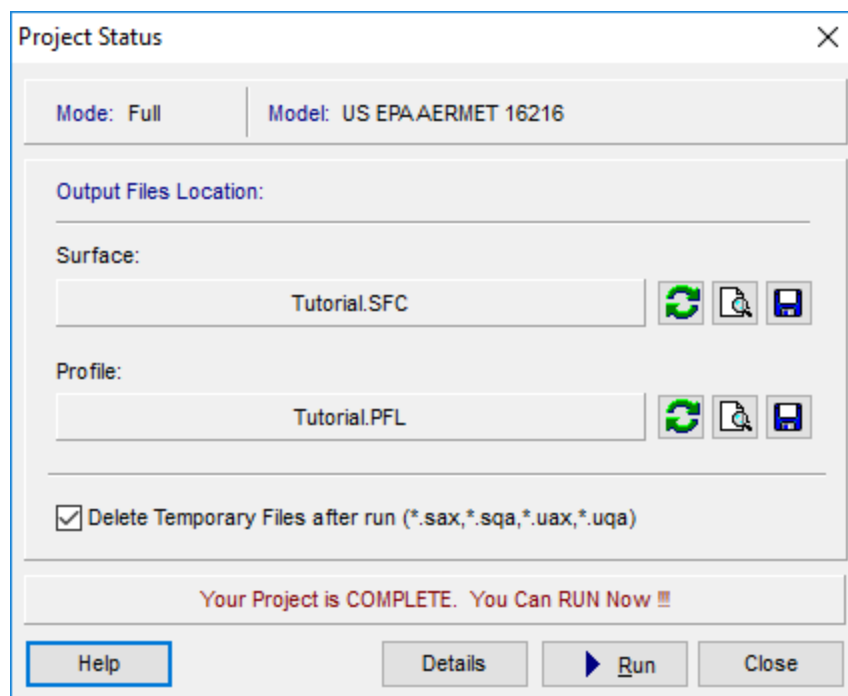 Project Status
Mode: Full Model: US EPA AERMET 16216
Output Files Location:
Surface:
Tutorial.SFC
Profile:
Tutorial.PFL
Delete Temporary Files after run (*.sax,*.sqa,*.uax,*.uqa)
Your Project is COMPLETE. You Can RUN Now !!!
Help Details Run Close